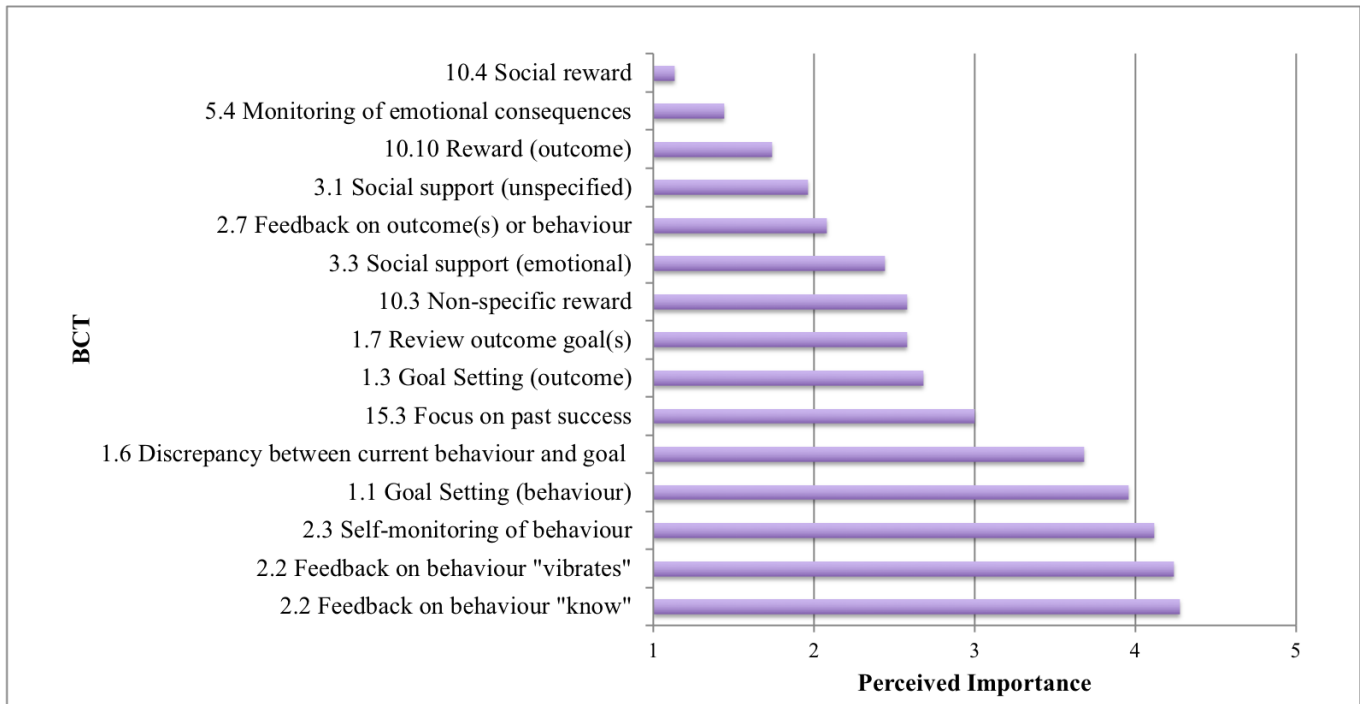 10.4 Social reward
5.4 Monitoring of emotional consequences
10.10 Reward (outcome)
3.1 Social support (unspecified)
2.7 Feedback on outcome(s) or behaviour
3.3 Social support (emotional)
10.3 Non-specific reward
1.7 Review outcome goal(s)
1.3 Goal Setting (outcome)
15.3 Focus on past success
1.6 Discrepancy between current behaviour and goal
1.1 Goal Setting (behaviour)
2.3 Self-monitoring of behaviour
2.2 Feedback on behaviour "vibrates"
2.2 Feedback on behaviour "know"
BCT
1 2 3 4 5
Perceived Importance